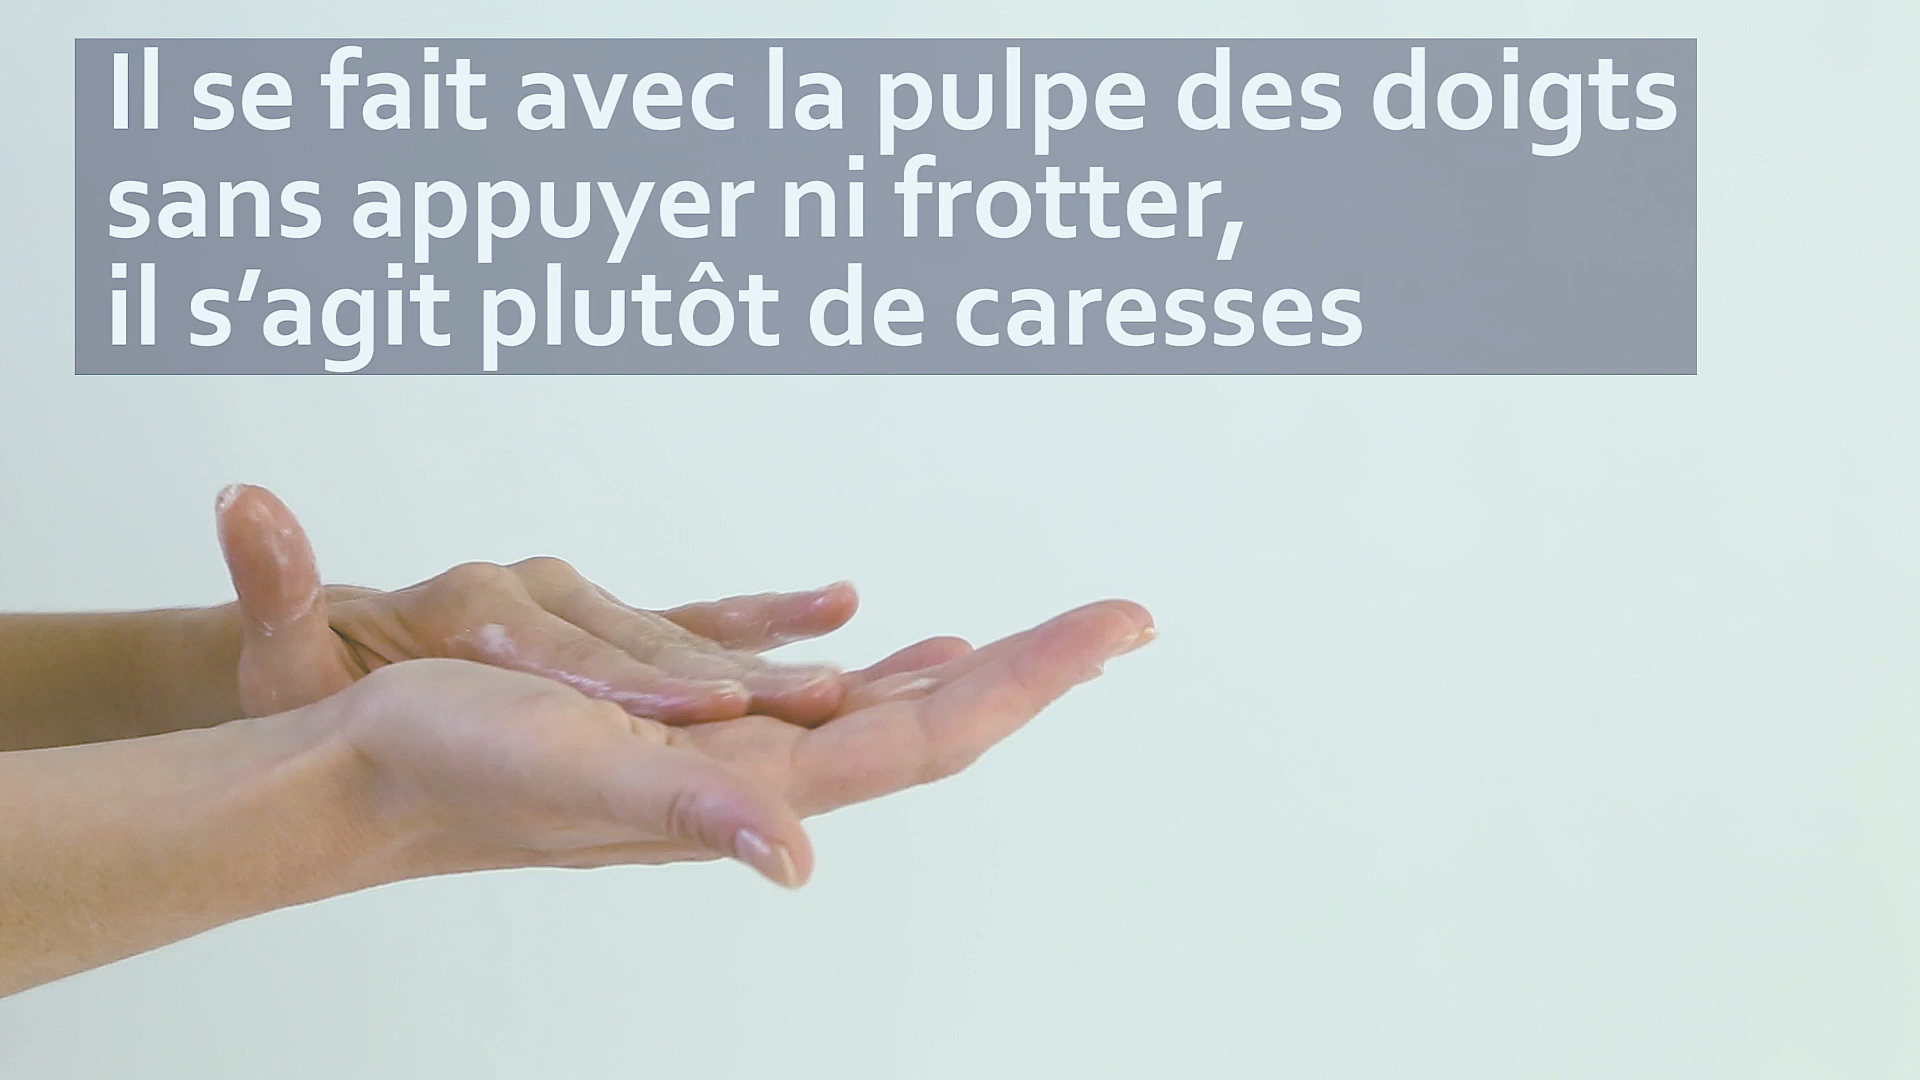 Il se fait avec la pulpe des doigts
sans appuyer ni frotter,
il s’agit plutôt de caresses